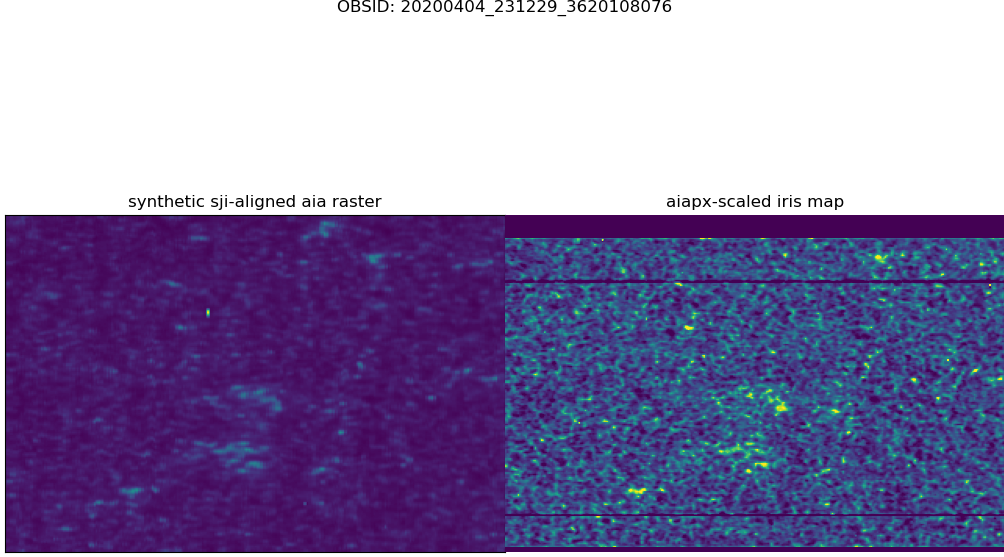 OBSID: 20200404_231229_3620108076
synthetic sji-aligned aia raster
aiapx-scaled iris map